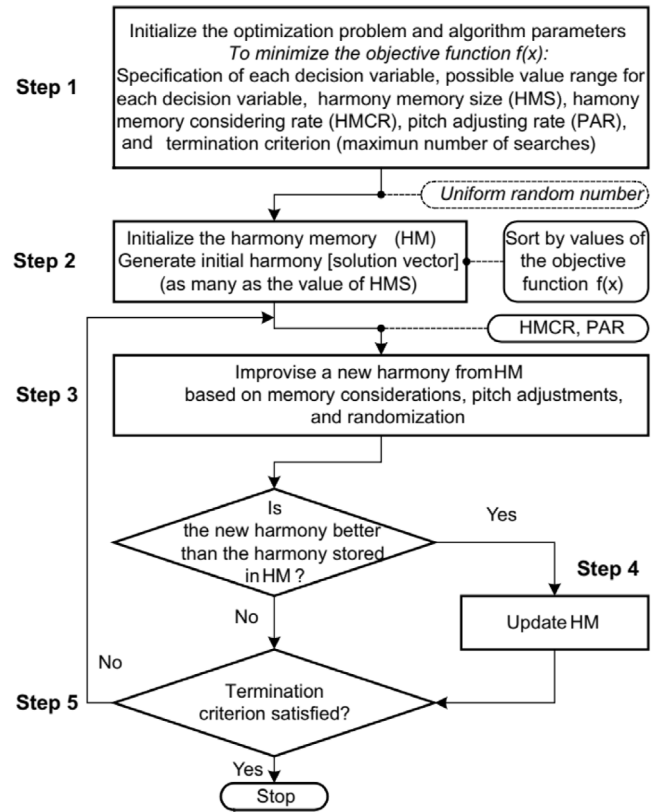 Initialize the optimization problem and algorithm parameters
To minimize the objective function f(x):
Step 1
Specification of each decision variable, possible value range for
each decision variable, harmony memory size (HMS), hamony
memory considering rate (HMCR), pitch adjusting rate (PAR),
and termination criterion (maximun number of searches)
Uniform random number
Step 2
Initialize the harmony memory (HM)
Generate initial harmony [solution vector]
(as many as the value of HMS)
Sort by values of
the objective
function f(x)
HMCR, PAR
Step 3
Improvise a new harmony fromHM
based on memory considerations, pitch adjustments,
and randomization
Is
the new harmony better
than the harmony stored
inHM ?
Yes
Step 4
Update HM
No
No
Step 5
Termination
criterion satisfied?
Yes
Stop